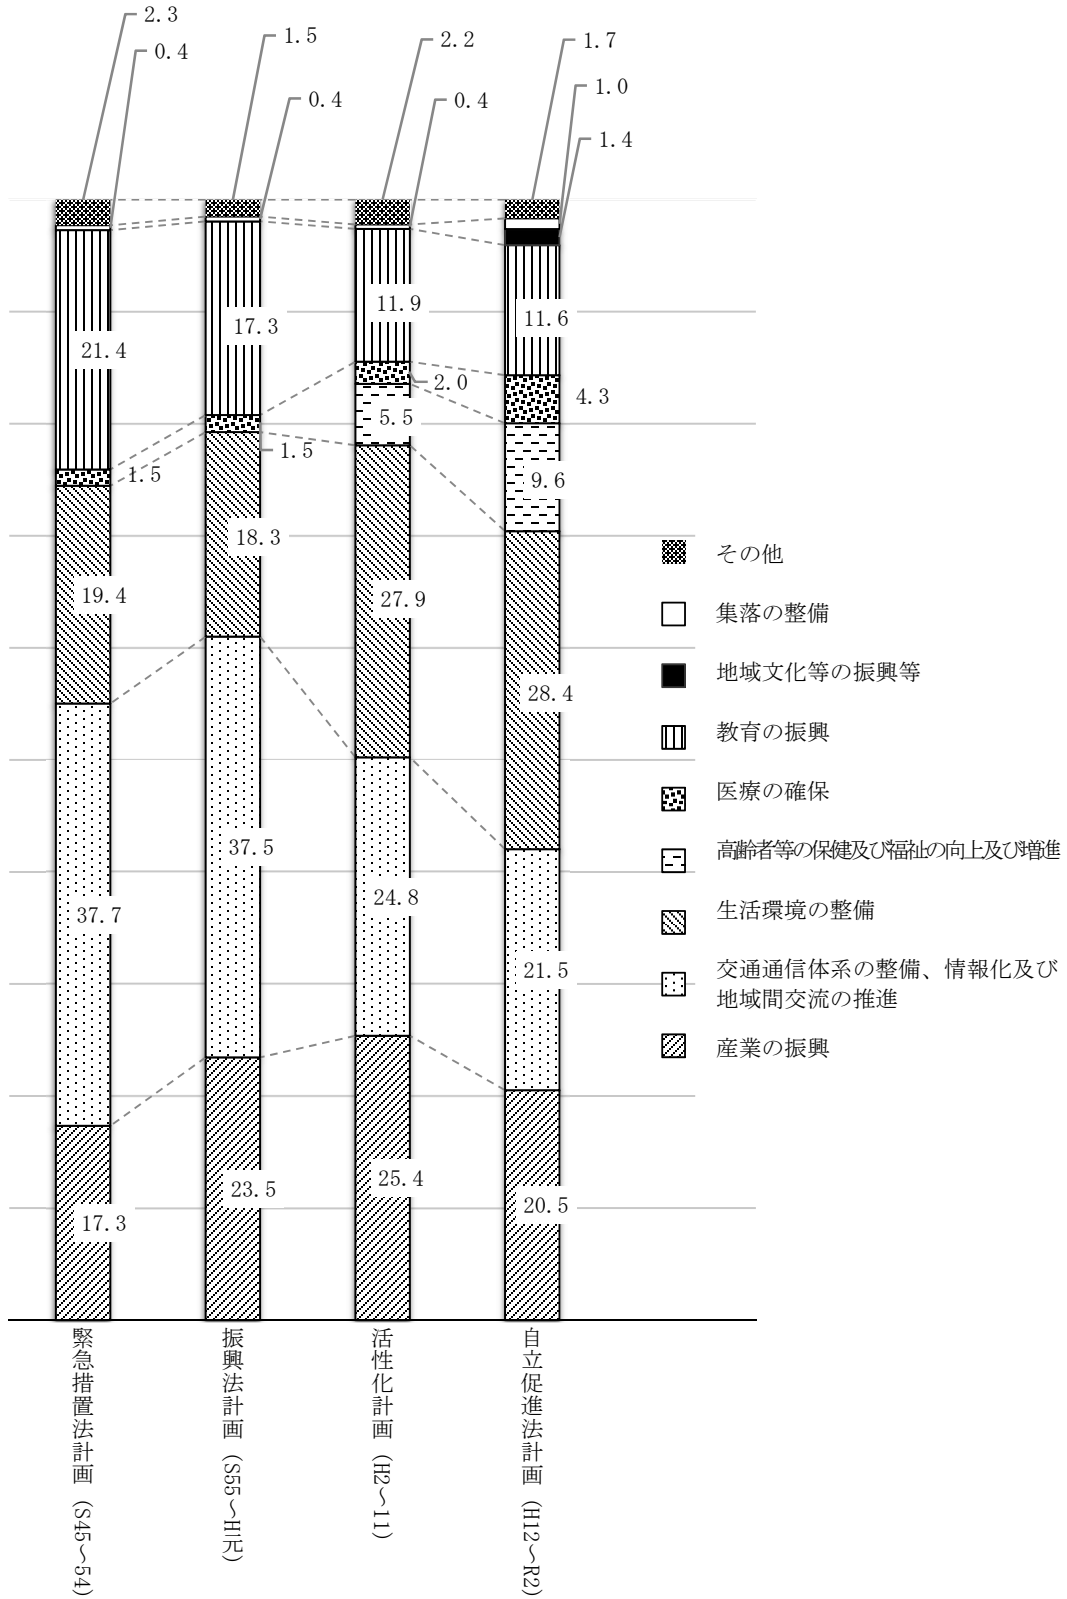 2.3
0.4
1.5
0.4
2.2
0.4
1.7
1.0
1.4
21.4
1.5
19.4
37.7
17.3
17.3
1.5
18.3
37.5
23.5
11.9
2.0
5.5
27.9
24.8
25.4
11.6
4.3
9.6
28.4
21.5
20.5
その他
集落の整備
地域文化等の振興等
教育の振興
医療の確保
高齢者等の保健及び福祉の向上及び増進
生活環境の整備
交通通信体系の整備、情報化及び
地域間交流の推進
産業の振興
緊急措置法計画（S45～54）
振興法計画（S55～H元）
活性化計画（H2～11）
自立促進法計画（H12～R2）